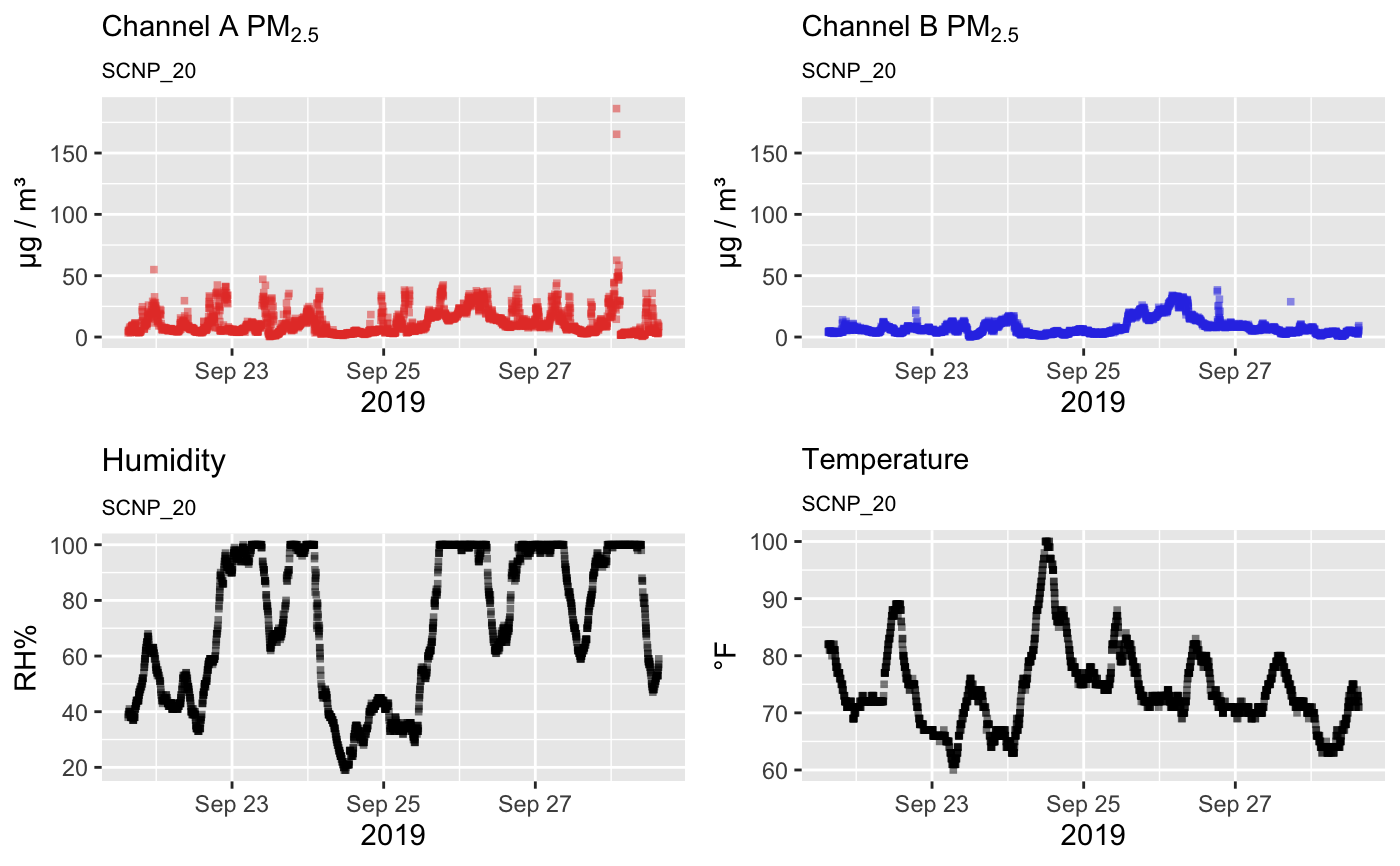 Channel A PM2.5
SCNP_20
µg / m³
150
100
50
0
Sep 23 Sep 25 Sep 27
2019
Channel B PM2.5
SCNP_20
µg / m³
150
100
50
0
Sep 23 Sep 25 Sep 27
2019
Humidity
SCNP_20
RH%
100
80
60
40
20
Sep 23 Sep 25 Sep 27
2019
Temperature
SCNP_20
°F
100
90
80
70
60
Sep 23 Sep 25 Sep 27
2019